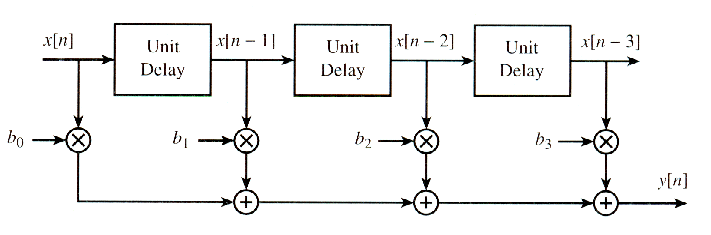 x[n] Unit Delay x[n − 1] Unit Delay x[n − 2] Unit Delay x[n − 3]
b0 × b1 × b2 × b3 ×
+ + + y[n]